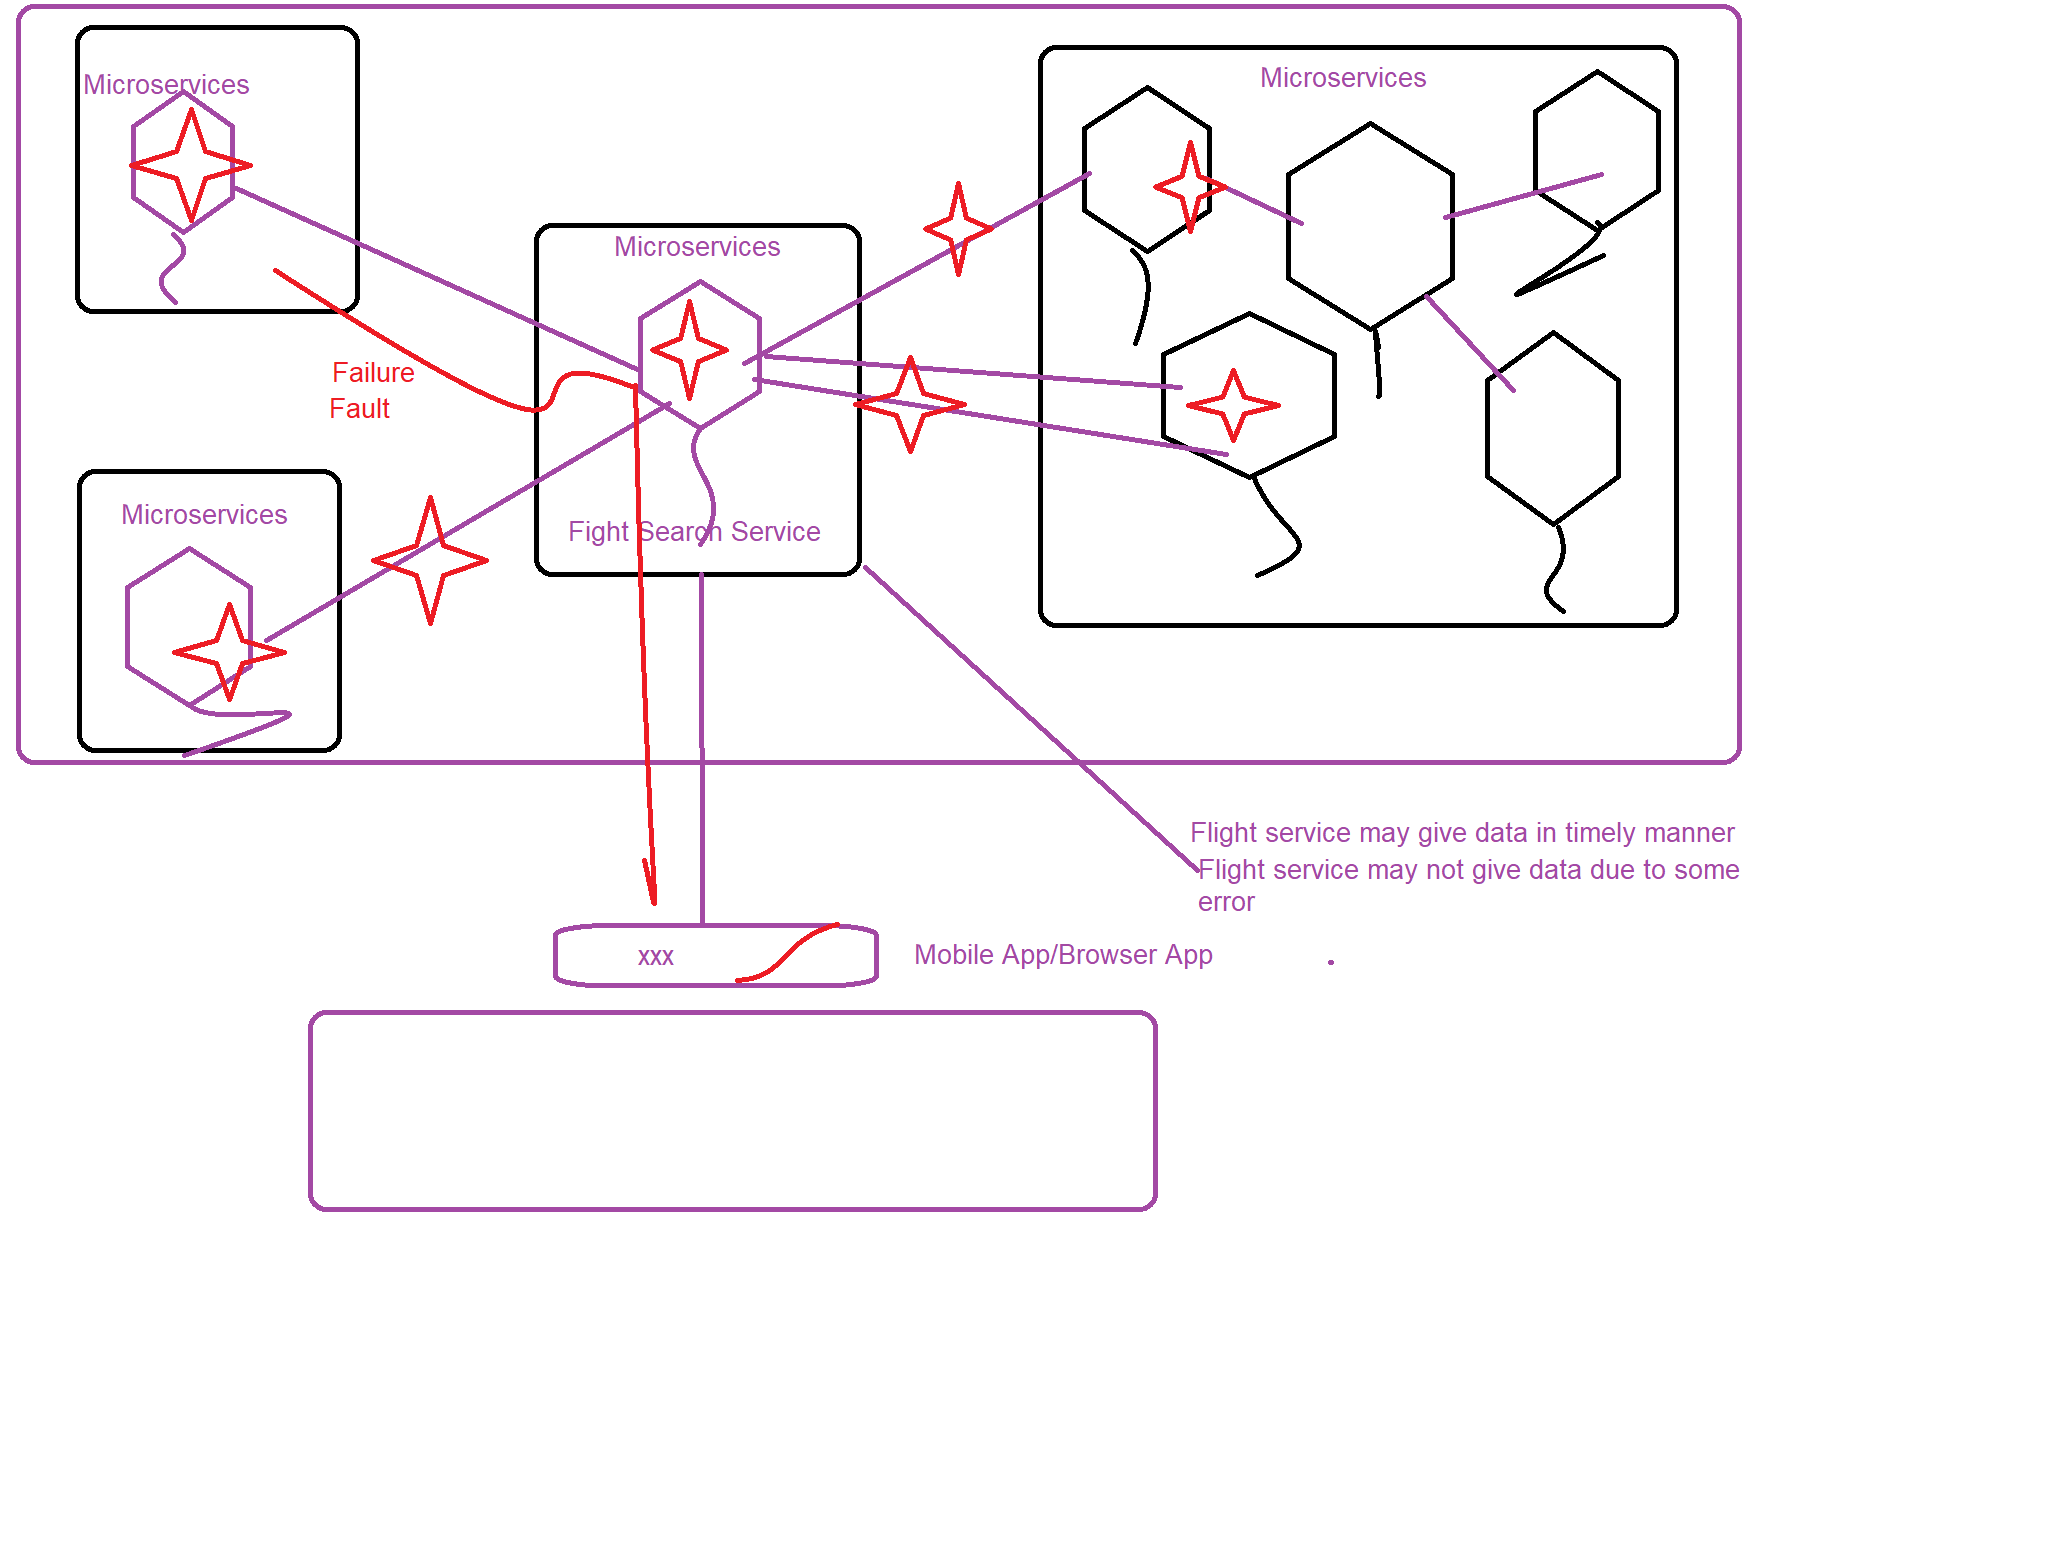 Microservices
Microservices
Microservices
Failure
Fault
Microservices
Fight Search Service
Flight service may give data in timely manner
Flight service may not give data due to some
error
xxx
Mobile App/Browser App